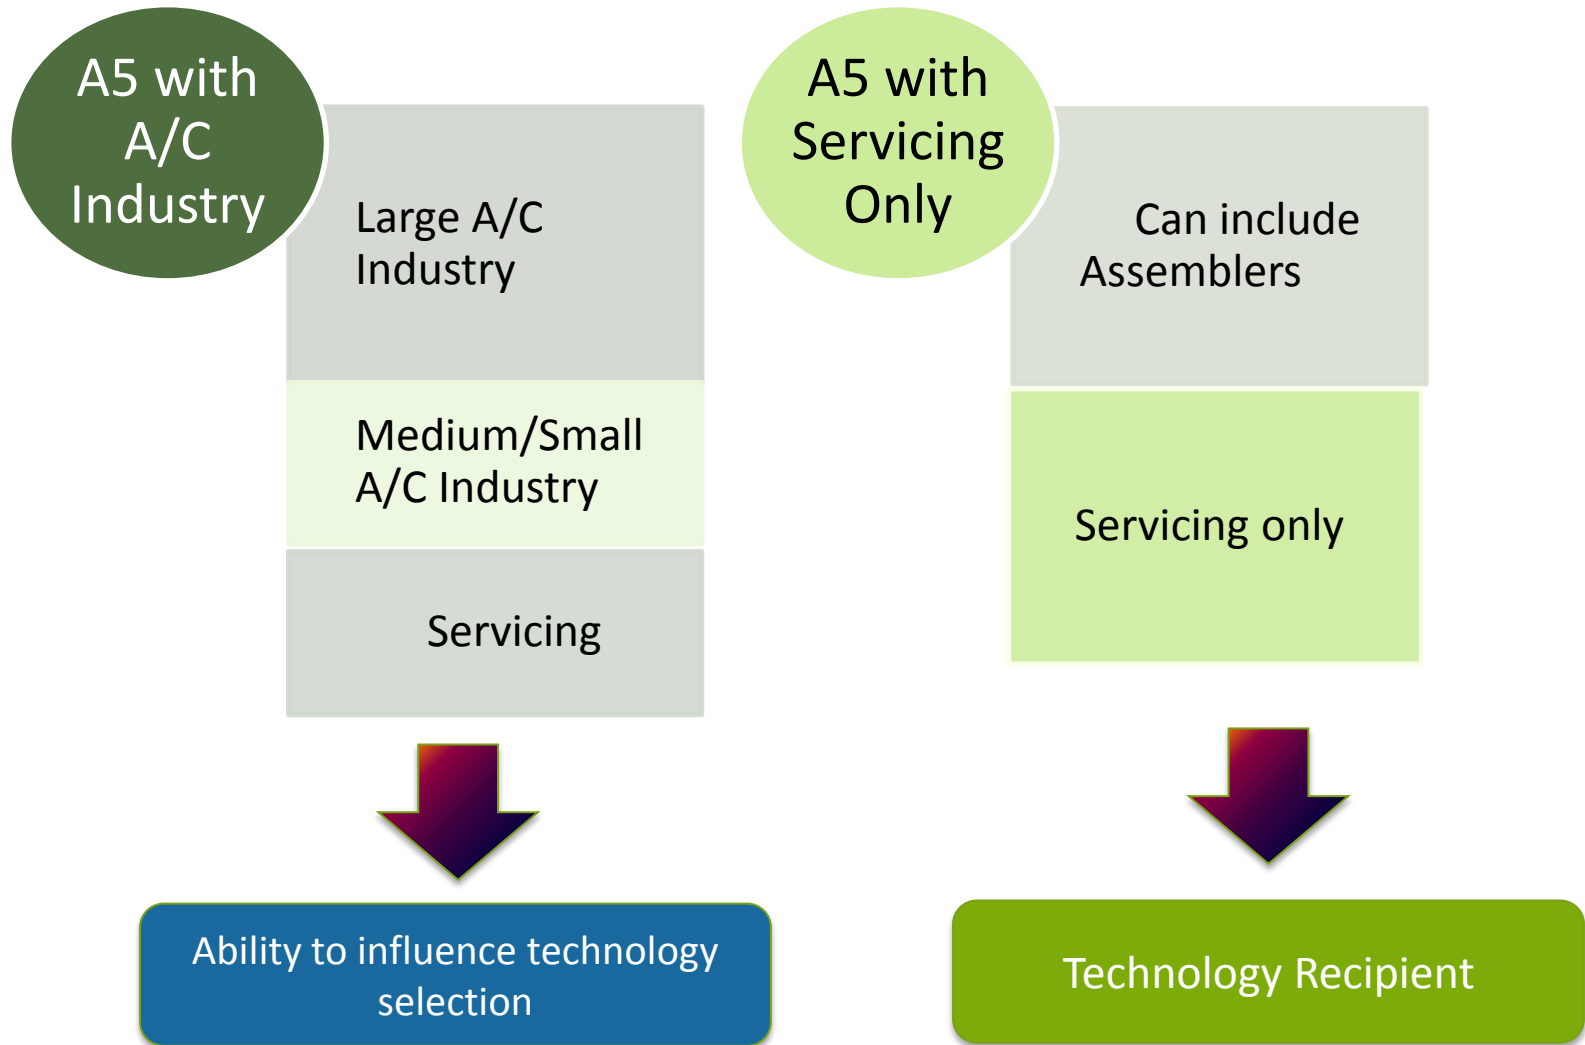 A5 with
A/C
Industry
Large A/C
Industry
Medium/Small
A/C Industry
Servicing
Ability to influence technology
selection
A5 with
Servicing
Only
Can include
Assemblers
Servicing only
Technology Recipient